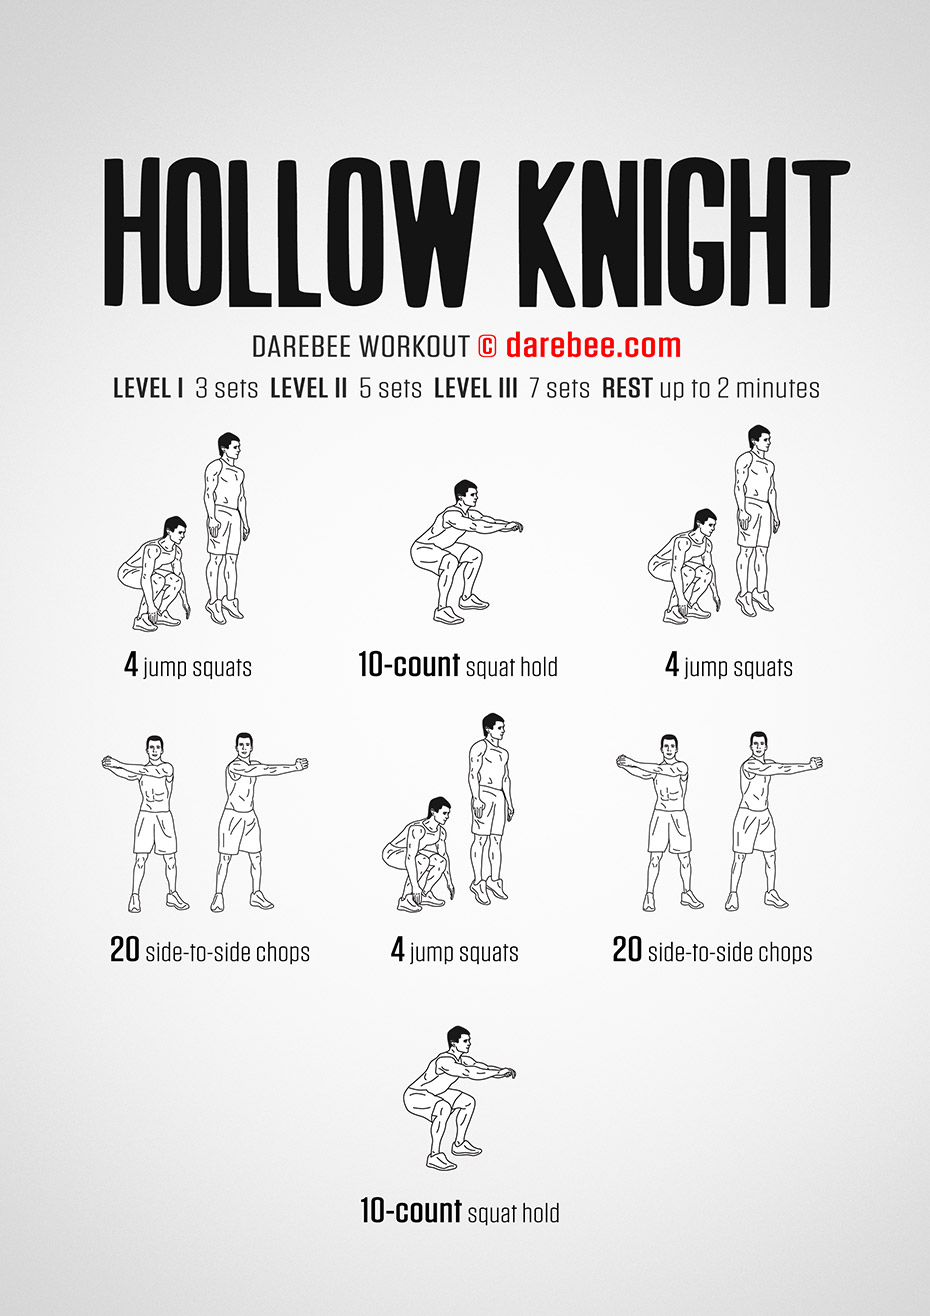 HOLLOW KNIGHT
DAREBEE WORKOUT © darebee.com
LEVEL I 3 sets LEVEL II 5 sets LEVEL III 7 sets REST up to 2 minutes
4 jump squats
10-count squat hold
4 jump squats
20 side-to-side chops
4 jump squats
20 side-to-side chops
10-count squat hold